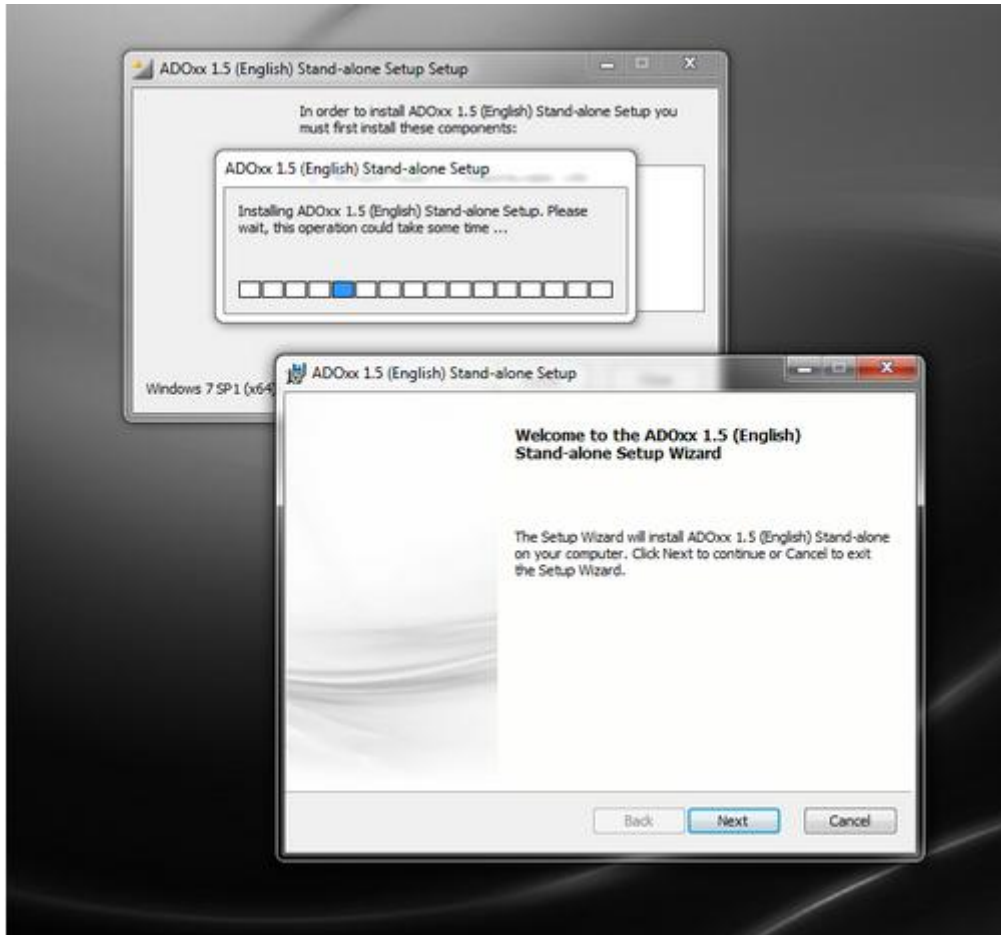 ADOxx 1.5 (English) Stand-alone Setup Setup
In order to install ADOxx 1.5 (English) Stand-alone Setup you
must first install these components:
ADOxx 1.5 (English) Stand-alone Setup
Installing ADOxx 1.5 (English) Stand-alone Setup. Please
wait, this operation could take some time ...
Windows 7 SP1 (x64)
ADOxx 1.5 (English) Stand-alone Setup
Welcome to the ADOxx 1.5 (English)
Stand-alone Setup Wizard
The Setup Wizard will install ADOxx 1.5 (English) Stand-alone
on your computer. Click Next to continue or Cancel to exit
the Setup Wizard.
Back Next Cancel